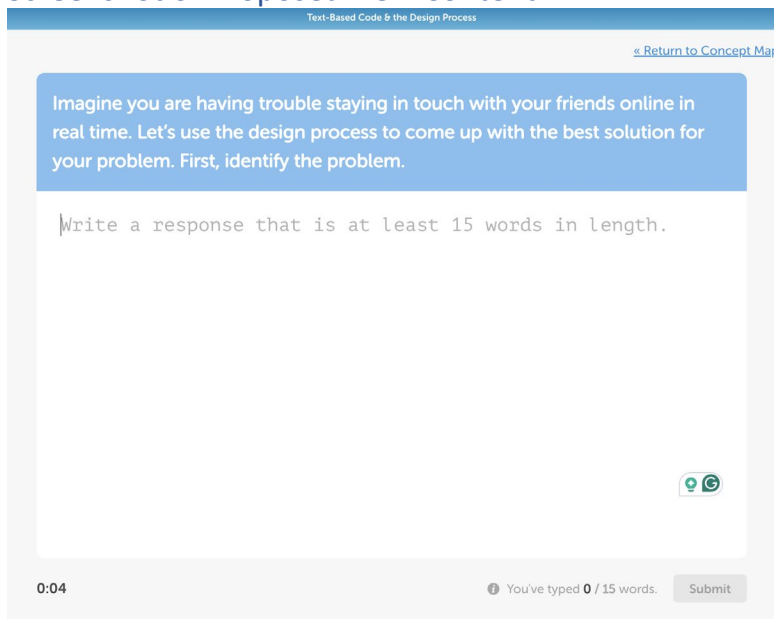 Text-Based Code & the Design Process
« Return to Concept Map
Imagine you are having trouble staying in touch with your friends online in
real time. Let's use the design process to come up with the best solution for
your problem. First, identify the problem.
Write a response that is at least 15 words in length.
0:04
You've typed 0 / 15 words.
Submit